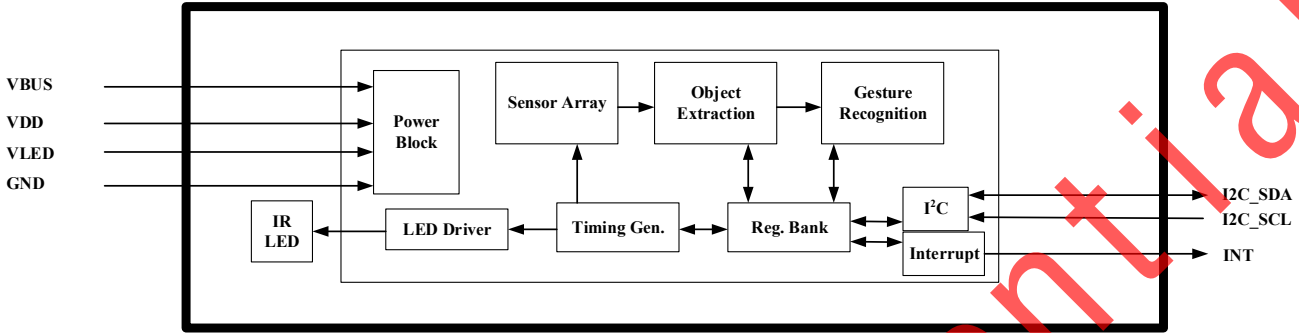 VBUS
VDD
VLED
GND
Power
Block
Sensor Array
Object
Extraction
Gesture
Recognition
IR
LED
LED Driver
Timing Gen.
Reg. Bank
I²C
Interrupt
I2C_SDA
I2C_SCL
INT
ntia